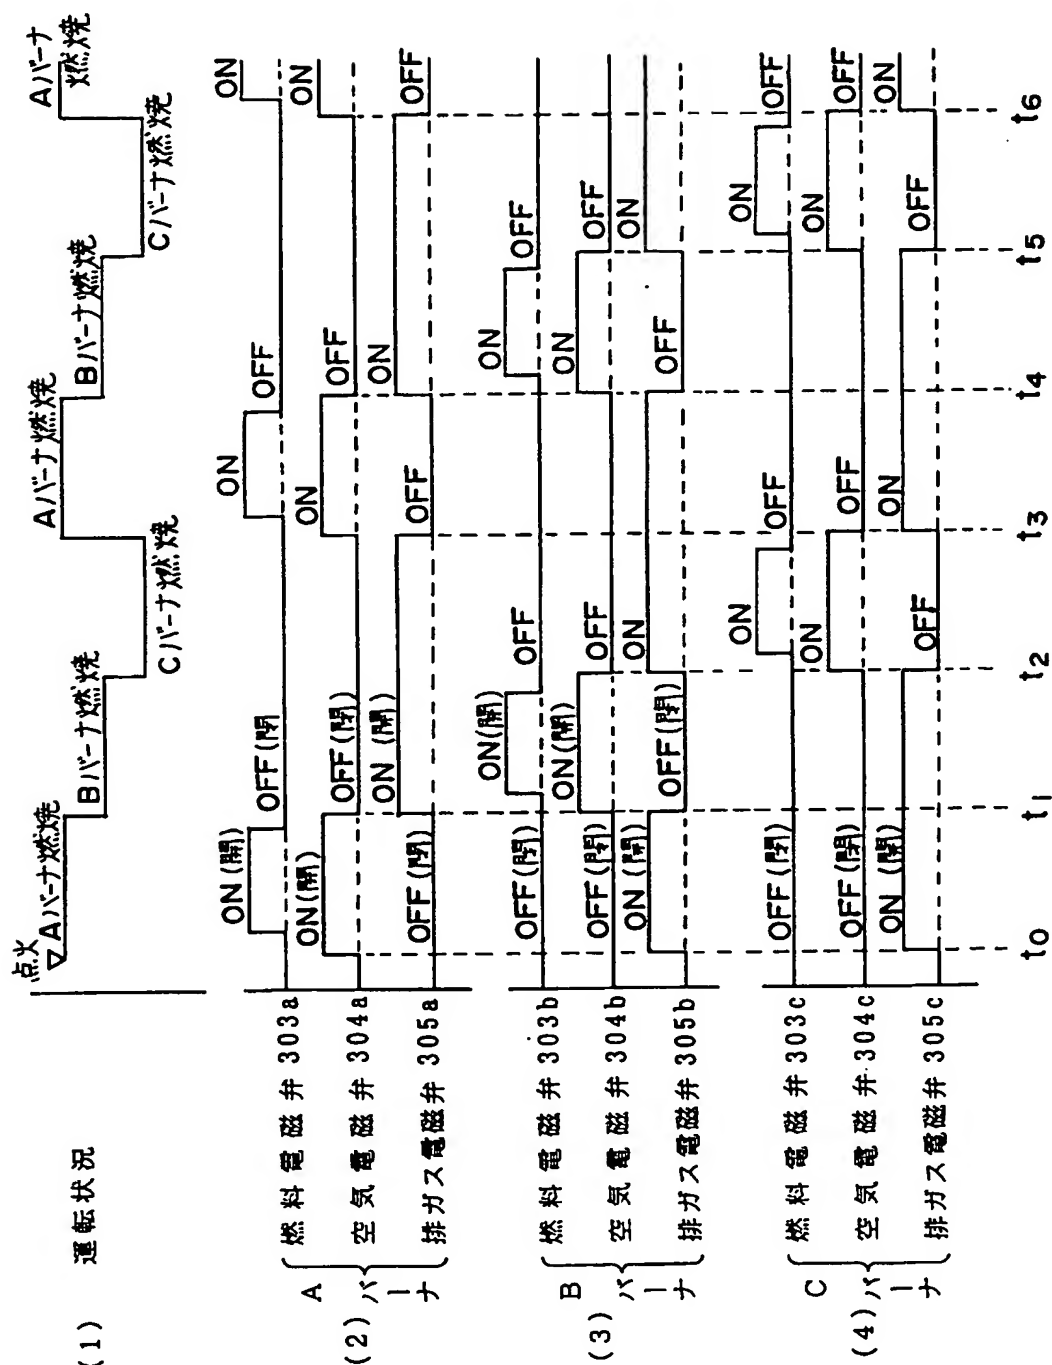 (1) 運転状況
点火
▽Aバーナ燃焼
Bバーナ燃焼
Cバーナ燃焼
Aバーナ燃焼
Bバーナ燃焼
Cバーナ燃焼
Aバーナ燃焼
(2) Aバーナ
燃料電磁弁 303a
ON(開) OFF(閉) ON OFF ON
空気電磁弁 304a
ON(開) OFF(閉) ON OFF ON
排ガス電磁弁 305a
OFF(閉) ON(開) OFF ON OFF
(3) Bバーナ
燃料電磁弁 303b
OFF(閉) ON(開) OFF ON OFF
空気電磁弁 304b
OFF(閉) ON(開) OFF ON OFF
排ガス電磁弁 305b
ON(開) OFF(閉) ON OFF ON
(4) Cバーナ
燃料電磁弁 303c
OFF(閉) ON OFF ON OFF
空気電磁弁 304c
OFF(閉) ON OFF ON OFF
排ガス電磁弁 305c
ON(開) OFF ON OFF ON
t0 t1 t2 t3 t4 t5 t6